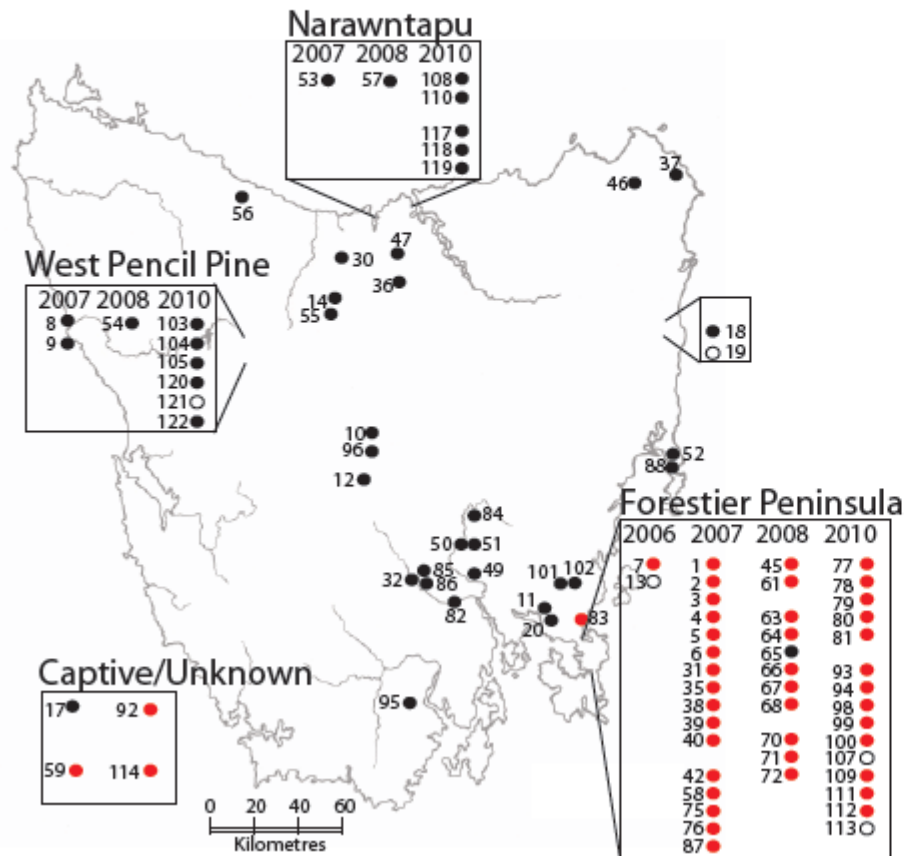 Narawntapu
2007 2008 2010
53 57 108
110
117
118
119
37
46
56
47
30
36
14
55
West Pencil Pine
2007 2008 2010
8 54 103
9 104
105
120
121
122
18
19
10
96
12
52
88
84
50 51
85 49
32 86
82
101 102
11
20 83
95
Forestier Peninsula
2006 2007 2008 2010
7 1 45 77
13 2 61 78
3 79
4 63 80
5 64 81
6 65
31 66 93
35 67 94
38 68 98
39 99
40 70 100
71 107
42 72 109
58 111
75 112
76 113
87
Captive/Unknown
17 92
59 114
0 20 40 60
Kilometres